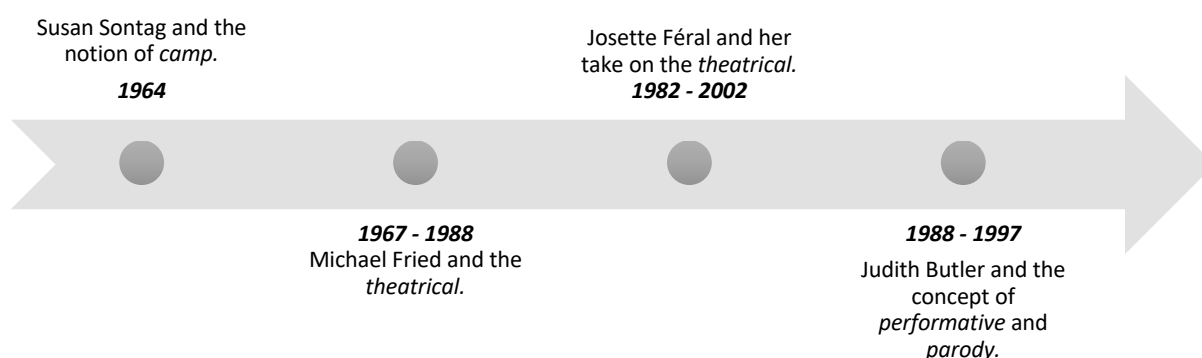 Susan Sontag and the
notion of camp.
1964
1967 - 1988
Michael Fried and the
theatrical.
Josette Féral and her
take on the theatrical.
1982 - 2002
1988 - 1997
Judith Butler and the
concept of
performative and
parody.